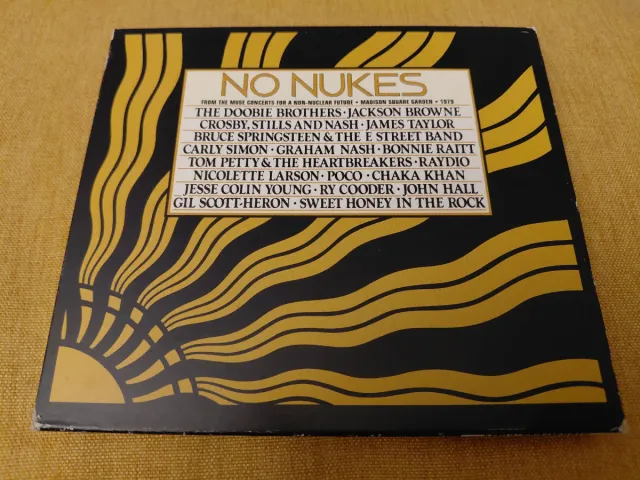 NO NUKES
FROM THE MUSE CONCERTS FOR A NON-NUCLEAR FUTURE • MADISON SQUARE GARDEN • 1979
THE DOOBIE BROTHERS • JACKSON BROWNE
CROSBY, STILLS AND NASH • JAMES TAYLOR
BRUCE SPRINGSTEEN & THE E STREET BAND
CARLY SIMON • GRAHAM NASH • BONNIE RAITT
TOM PETTY & THE HEARTBREAKERS • RAYDIO
NICOLETTE LARSON • POCO • CHAKA KHAN
JESSE COLIN YOUNG • RY COODER • JOHN HALL
GIL SCOTT-HERON • SWEET HONEY IN THE ROCK